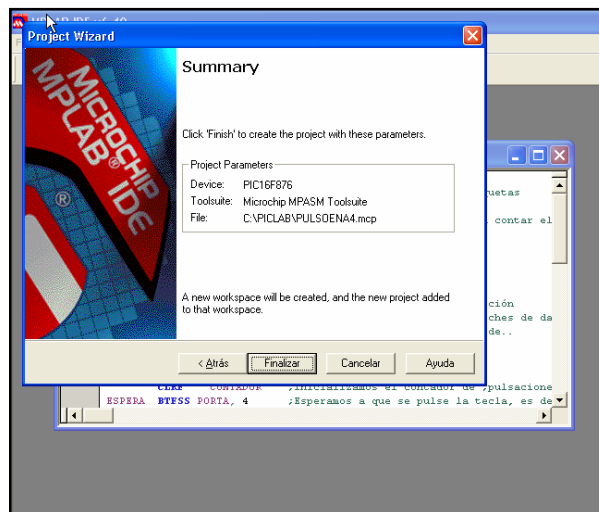 Project Wizard
MICROCHIP
MPLAB IDE
®
Summary
Click 'Finish' to create the project with these parameters.
Project Parameters
Device: PIC16F876
Toolsuite: Microchip MPASM Toolsuite
File: C:\PICLAB\PULSOENA4.mcp
A new workspace will be created, and the new project added
to that workspace.
< Atrás Finalizar Cancelar Ayuda
uetas
contar el
ción
ches de da
de..
CLRF CONTADOR ;Inicializamos el contador de ;pulsacione
ESPERA BTFSS PORTA, 4 ;Esperamos a que se pulse la tecla, es de